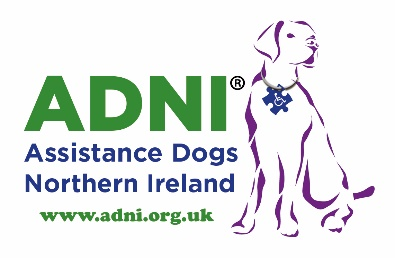 ADNI®
Assistance Dogs
Northern Ireland
www.adni.org.uk